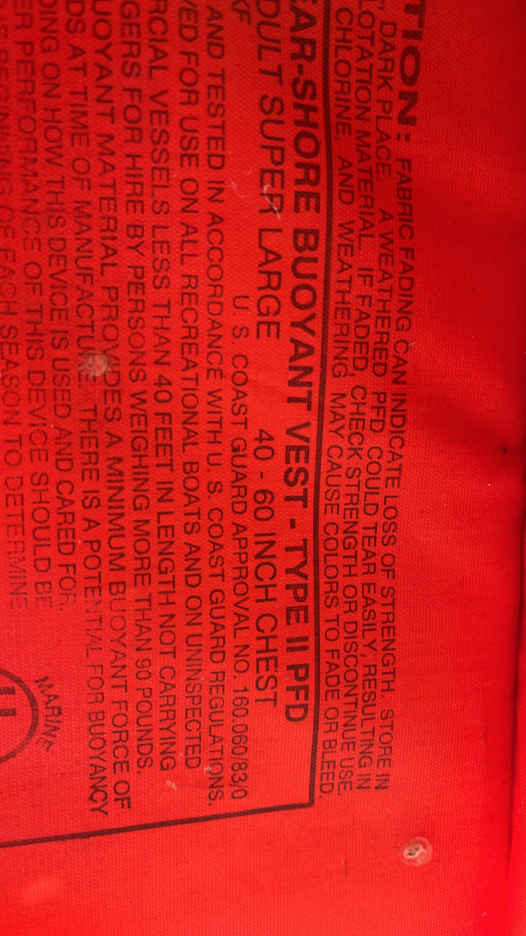 TION: FABRIC FADING CAN INDICATE LOSS OF STRENGTH. STORE IN
DARK PLACE. A WEATHERED PFD COULD TEAR EASILY, RESULTING IN
LOTATION MATERIAL. IF FADED, CHECK STRENGTH OR DISCONTINUE USE.
CHLORINE AND WEATHERING MAY CAUSE COLORS TO FADE OR BLEED.
EAR-SHORE BUOYANT VEST - TYPE II PFD
DULT SUPER LARGE 40 - 60 INCH CHEST
KF U. S. COAST GUARD APPROVAL NO. 160.060/83/0
AND TESTED IN ACCORDANCE WITH U. S. COAST GUARD REGULATIONS.
VED FOR USE ON ALL RECREATIONAL BOATS AND ON UNINSPECTED
RCIAL VESSELS LESS THAN 40 FEET IN LENGTH NOT CARRYING
GERS FOR HIRE BY PERSONS WEIGHING MORE THAN 90 POUNDS.
UOYANT MATERIAL PROVIDES A MINIMUM BUOYANT FORCE OF
DS AT TIME OF MANUFACTURE. THERE IS A POTENTIAL FOR BUOYANCY
DING ON HOW THIS DEVICE IS USED AND CARED FOR.
ER PERFORMANCE OF THIS DEVICE SHOULD BE
BEGINNING OF EACH SEASON TO DETERMINE
MARINE